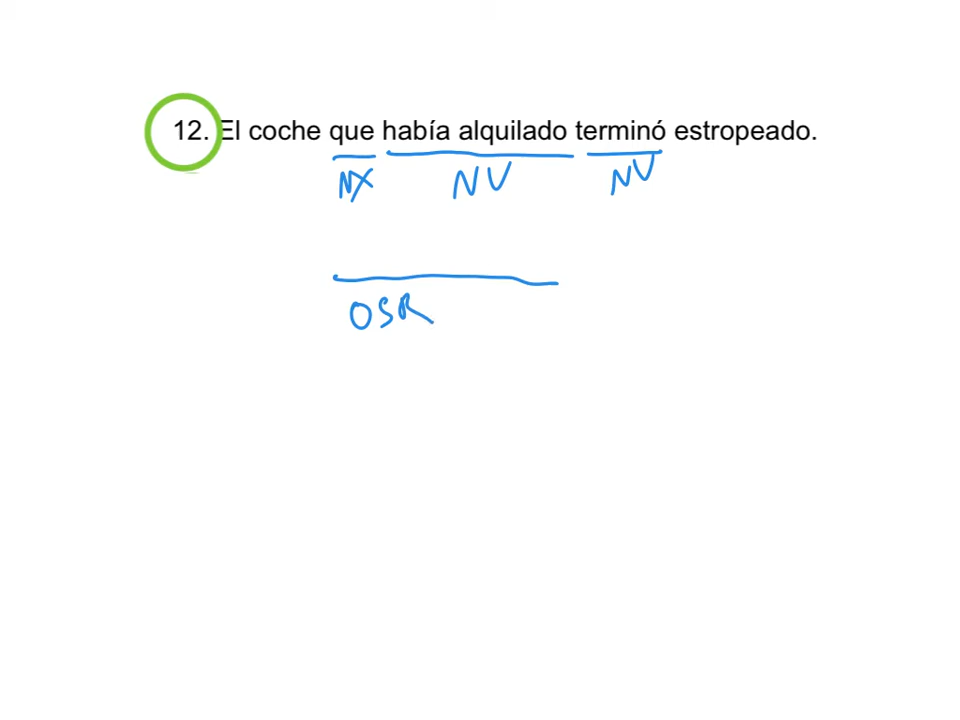 12. El coche que había alquilado terminó estropeado.
NX NV NV
OSR